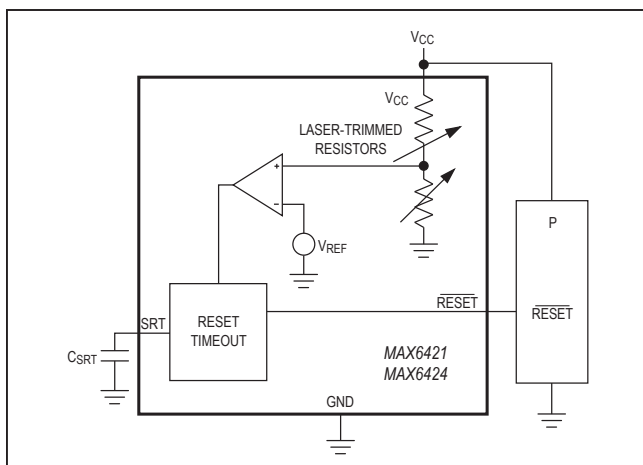 VCC
VCC
LASER-TRIMMED
RESISTORS
+
−
VREF
P
RESET
RESET
SRT
RESET
TIMEOUT
CSRT
MAX6421
MAX6424
GND